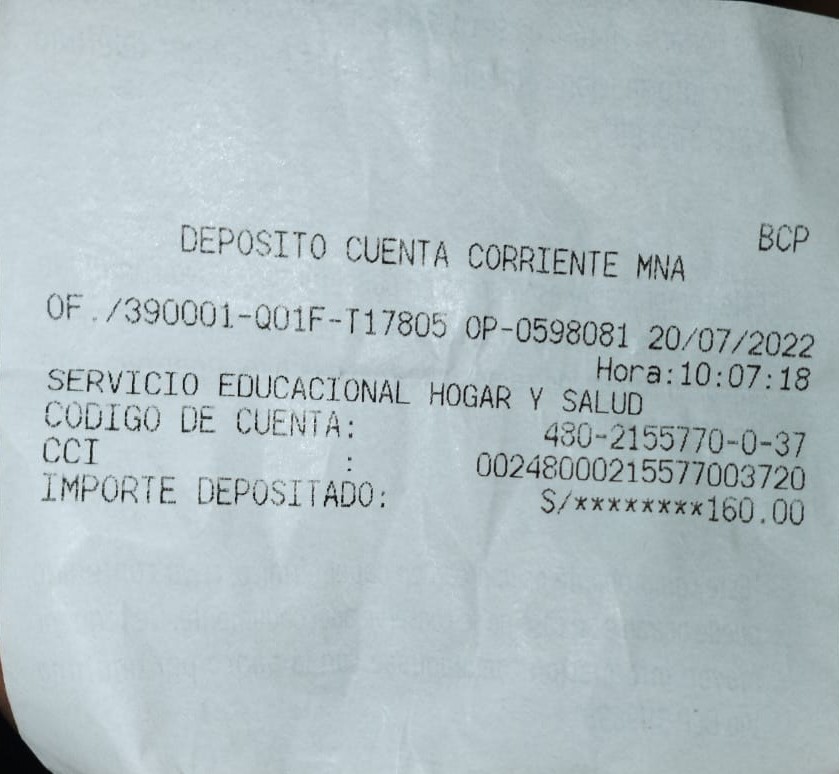 BCP
DEPOSITO CUENTA CORRIENTE MNA
OF./390001-Q01F-T17805 OP-0598081 20/07/2022
Hora:10:07:18
SERVICIO EDUCACIONAL HOGAR Y SALUD
CODIGO DE CUENTA: 480-2155770-0-37
CCI : 00248000215577003720
IMPORTE DEPOSITADO: S/********160.00